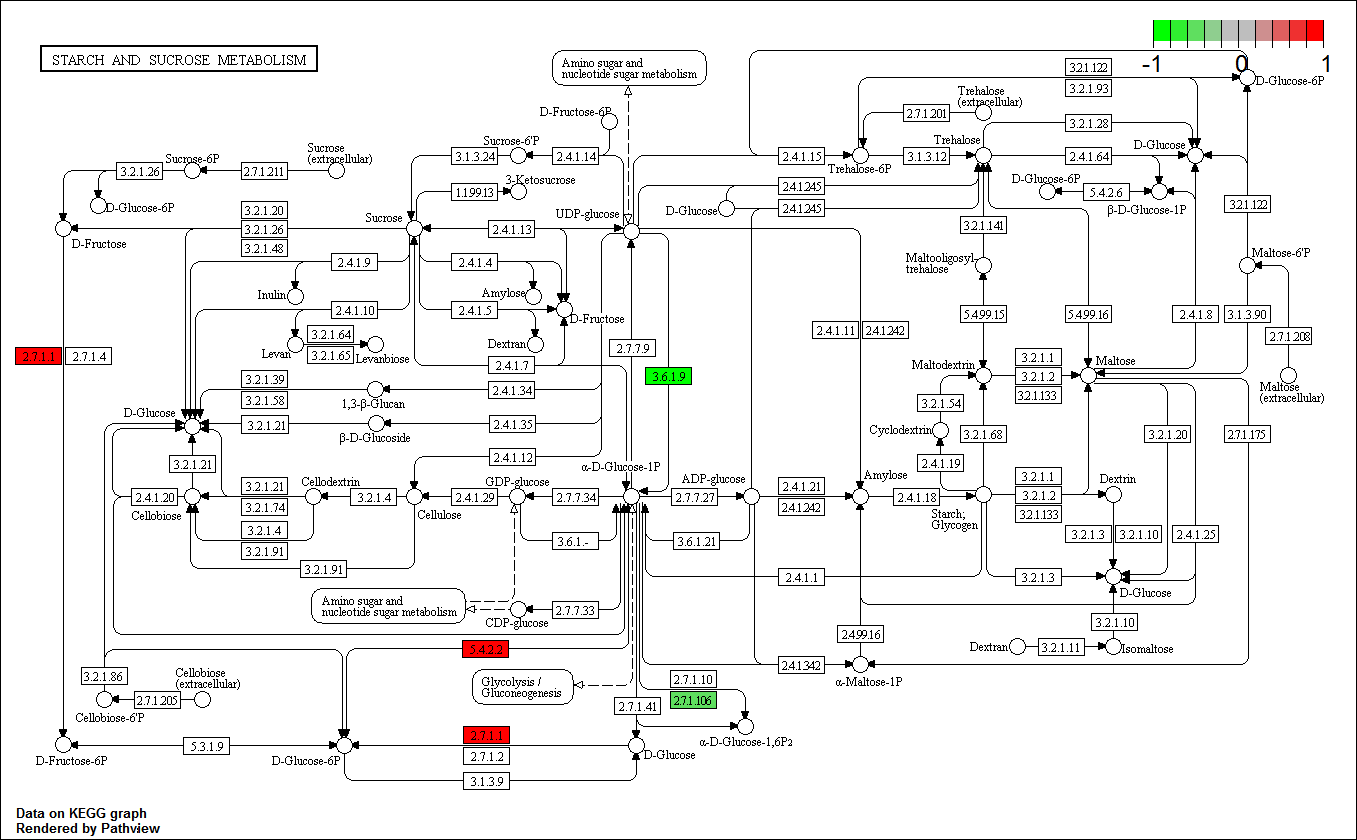 STARCH AND SUCROSE METABOLISM
-1
0
1
Amino sugar and
nucleotide sugar metabolism
D-Fructose-6P
3.2.1.122
3.2.1.93
D-Glucose-6P
Trehalose
(extracellular)
2.7.1.201
3.2.1.28
Sucrose-6'P
3.1.3.24
2.4.1.14
2.4.1.15
Trehalose-6P
3.1.3.12
Trehalose
2.4.1.64
D-Glucose
Sucrose
(extracellular)
Sucrose-6P
3.2.1.26
2.7.1.211
D-Glucose-6P
1.1.99.13
3-Ketosucrose
2.4.1.245
D-Glucose
2.4.1.245
D-Glucose-6P
5.4.2.6
β-D-Glucose-1P
3.2.1.122
3.2.1.20
3.2.1.26
3.2.1.48
D-Fructose
Sucrose
2.4.1.13
UDP-glucose
3.2.1.141
Maltooligosyl-
trehalose
Maltose-6'P
2.4.1.9
2.4.1.4
Inulin
Amylose
2.4.1.10
2.4.1.5
D-Fructose
5.4.99.15
5.4.99.16
2.4.1.8
3.1.3.90
2.4.1.11
2.4.1.242
2.7.1.208
3.2.1.64
3.2.1.65
Levan
Levanbiose
Dextran
2.7.7.9
2.7.1.1
2.7.1.4
2.4.1.7
3.6.1.9
Maltodextrin
3.2.1.1
3.2.1.2
3.2.1.133
Maltose
Maltose
(extracellular)
3.2.1.39
3.2.1.58
1,3-β-Glucan
2.4.1.34
3.2.1.54
D-Glucose
3.2.1.21
β-D-Glucoside
2.4.1.35
Cyclodextrin
3.2.1.68
3.2.1.20
2.7.1.175
2.4.1.12
3.2.1.21
α-D-Glucose-1P
2.4.1.19
Cellodextrin
GDP-glucose
ADP-glucose
Amylose
3.2.1.1
3.2.1.2
3.2.1.133
Dextrin
2.4.1.20
Cellobiose
3.2.1.21
3.2.1.74
3.2.1.4
Cellulose
2.4.1.29
2.7.7.34
2.7.7.27
2.4.1.21
2.4.1.242
2.4.1.18
Starch;
Glycogen
3.2.1.4
3.2.1.91
3.6.1.-
3.6.1.21
3.2.1.3
3.2.1.10
2.4.1.25
3.2.1.91
2.4.1.1
3.2.1.3
D-Glucose
Amino sugar and
nucleotide sugar metabolism
CDP-glucose
2.7.7.33
3.2.1.10
2.4.99.16
5.4.2.2
Dextran
3.2.1.11
Isomaltose
2.4.1.342
α-Maltose-1P
3.2.1.86
Cellobiose
(extracellular)
2.7.1.205
Cellobiose-6'P
Glycolysis /
Gluconeogenesis
2.7.1.10
2.7.1.106
2.7.1.41
α-D-Glucose-1,6P2
D-Fructose-6P
5.3.1.9
D-Glucose-6P
2.7.1.1
2.7.1.2
3.1.3.9
D-Glucose
Data on KEGG graph
Rendered by Pathview